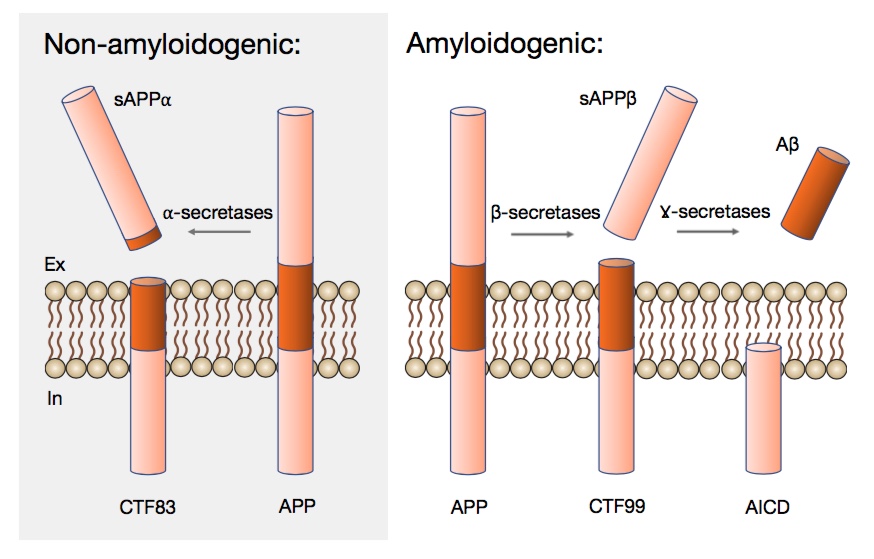 Non-amyloidogenic:
sAPPα
α-secretases
Ex
In
CTF83
APP
Amyloidogenic:
sAPPβ
Aβ
β-secretases
ɣ-secretases
APP
CTF99
AICD